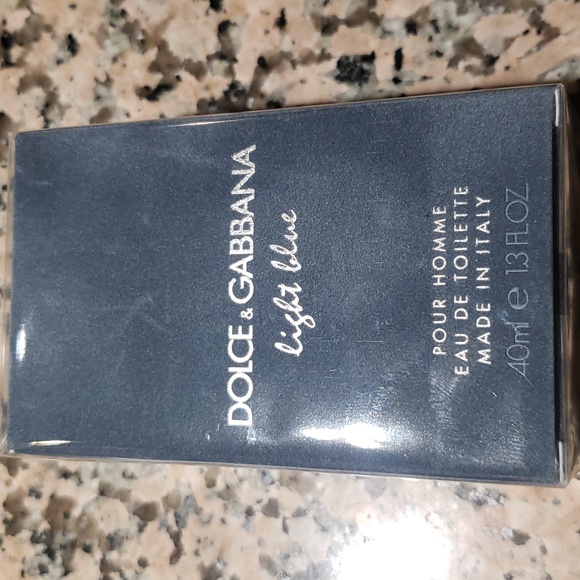 DOLCE & GABBANA
light blue
POUR HOMME
EAU DE TOILETTE
MADE IN ITALY
40ml e 1.3 FL.OZ